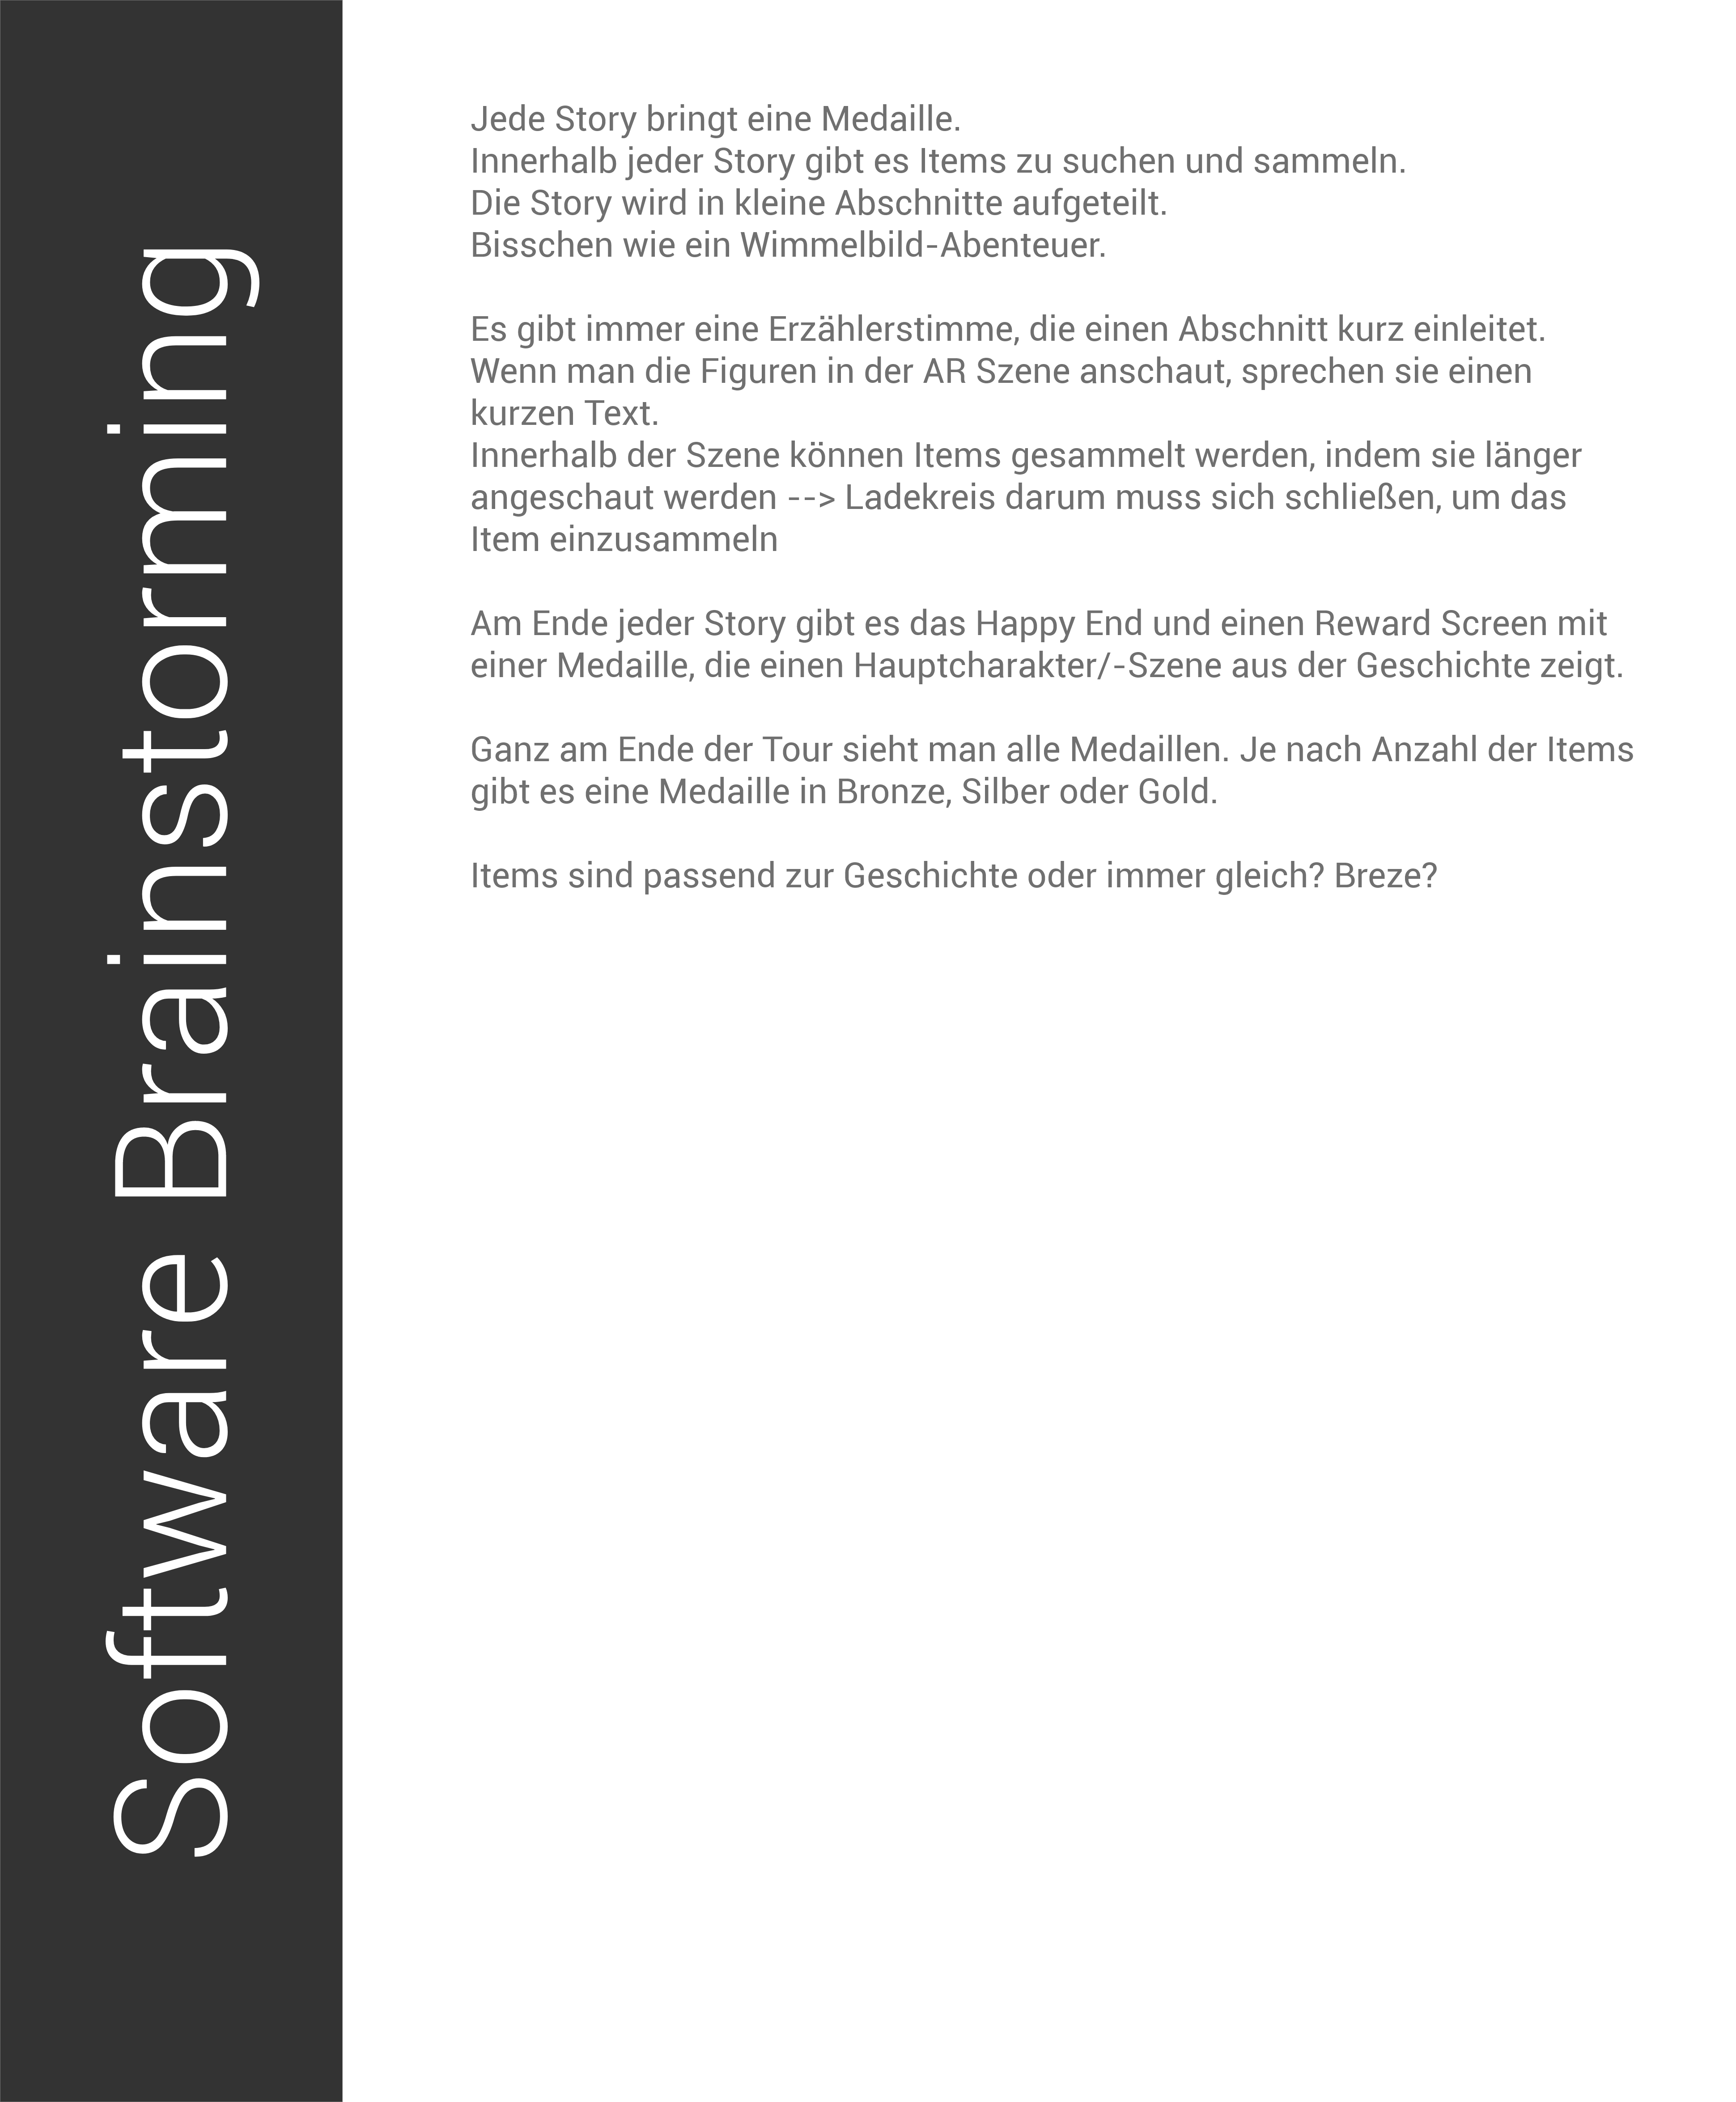 Software Brainstorming
Jede Story bringt eine Medaille.
Innerhalb jeder Story gibt es Items zu suchen und sammeln.
Die Story wird in kleine Abschnitte aufgeteilt.
Bisschen wie ein Wimmelbild-Abenteuer.
Es gibt immer eine Erzählerstimme, die einen Abschnitt kurz einleitet.
Wenn man die Figuren in der AR Szene anschaut, sprechen sie einen
kurzen Text.
Innerhalb der Szene können Items gesammelt werden, indem sie länger
angeschaut werden --> Ladekreis darum muss sich schließen, um das
Item einzusammeln
Am Ende jeder Story gibt es das Happy End und einen Reward Screen mit
einer Medaille, die einen Hauptcharakter/-Szene aus der Geschichte zeigt.
Ganz am Ende der Tour sieht man alle Medaillen. Je nach Anzahl der Items
gibt es eine Medaille in Bronze, Silber oder Gold.
Items sind passend zur Geschichte oder immer gleich? Breze?